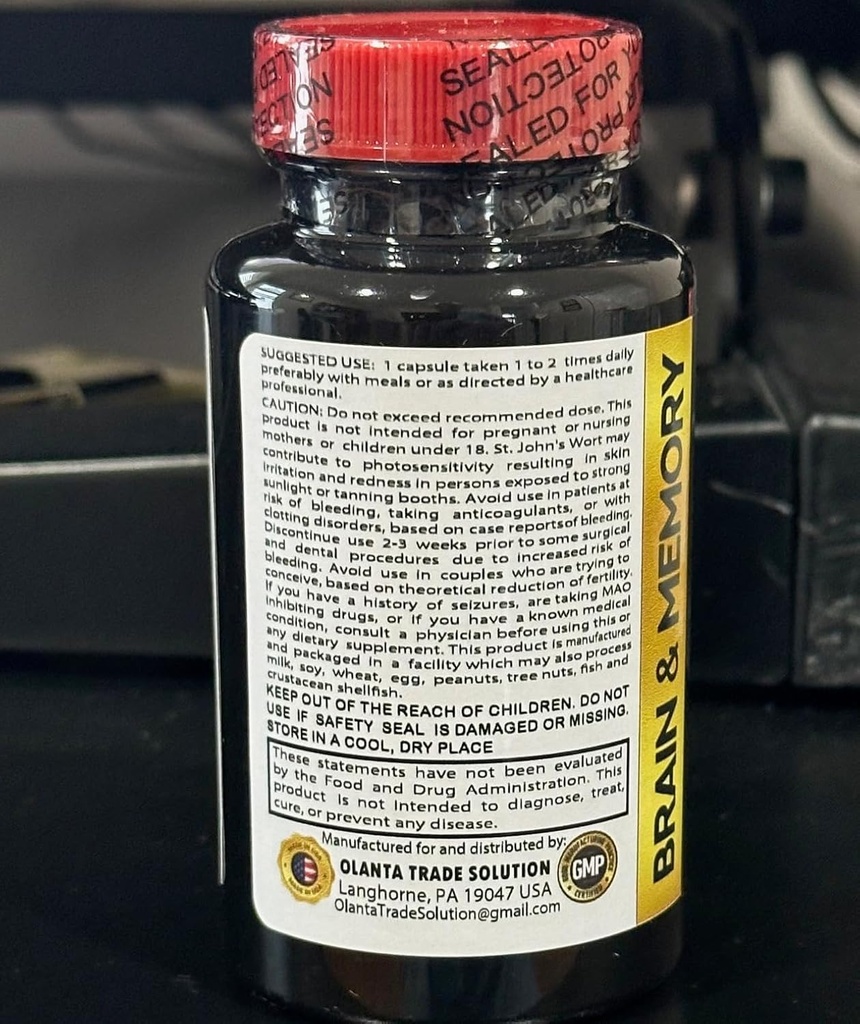 SEALED FOR
PROTECTION
SEALED FOR
SUGGESTED USE: 1 capsule taken 1 to 2 times daily
preferably with meals or as directed by a healthcare
professional.
CAUTION: Do not exceed recommended dose. This
product is not intended for pregnant or nursing
mothers or children under 18. St. John's Wort may
contribute to photosensitivity resulting in skin
irritation and redness in persons exposed to strong
sunlight or tanning booths. Avoid use in patients at
risk of bleeding, taking anticoagulants, or with
clotting disorders, based on case reportsof bleeding.
Discontinue use 2-3 weeks prior to some surgical
and dental procedures due to increased risk of
bleeding. Avoid use in couples who are trying to
conceive, based on theoretical reduction of fertility.
If you have a history of seizures, are taking MAO
inhibiting drugs, or if you have a known medical
condition, consult a physician before using this or
any dietary supplement. This product is manufactured
and packaged in a facility which may also process
milk, soy, wheat, egg, peanuts, tree nuts, fish and
crustacean shellfish.
KEEP OUT OF THE REACH OF CHILDREN. DO NOT
USE IF SAFETY SEAL IS DAMAGED OR MISSING.
STORE IN A COOL, DRY PLACE
These statements have not been evaluated
by the Food and Drug Administration. This
product is not intended to diagnose, treat,
cure, or prevent any disease.
Manufactured for and distributed by:
OLANTA TRADE SOLUTION
Langhorne, PA 19047 USA
OlantaTradeSolution@gmail.com
MADE IN USA
GMP
CERTIFIED
BRAIN & MEMORY